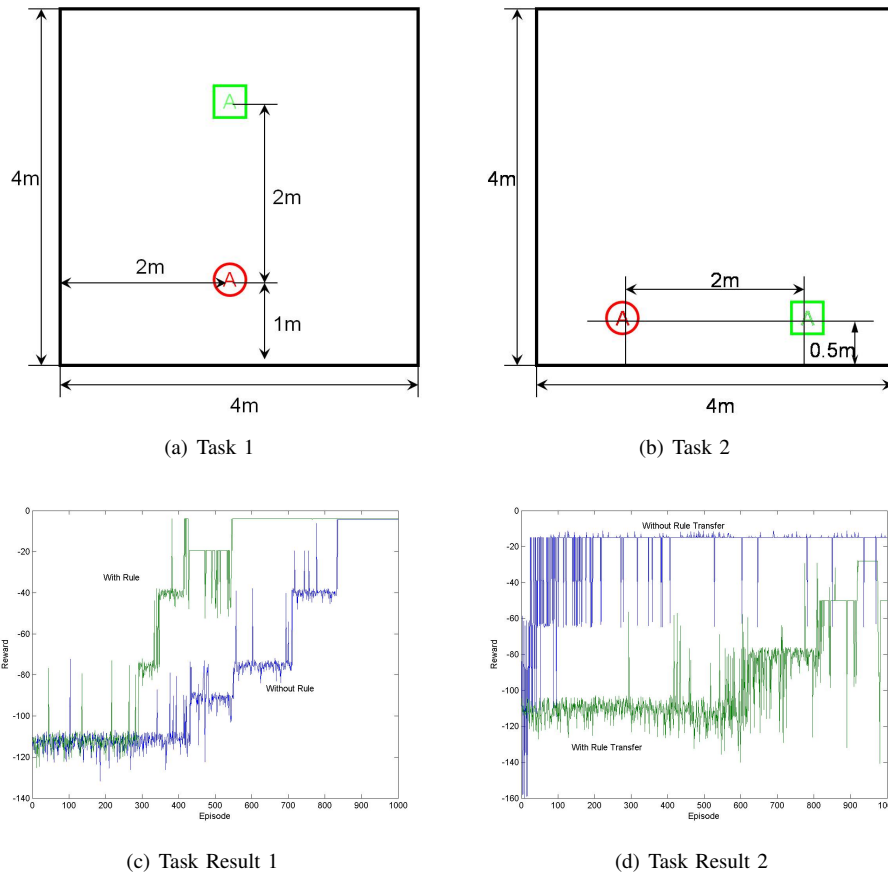 A
4m
2m
2m
A
1m
4m
(a) Task 1
4m
2m
A
A
0.5m
4m
(b) Task 2
0
-20
-40
-60
-80
-100
-120
-140
0
100
200
300
400
500
600
700
800
900
1000
With Rule
Without Rule
Reward
Episode
(c) Task Result 1
0
-20
-40
-60
-80
-100
-120
-140
-160
0
100
200
300
400
500
600
700
800
900
Without Rule Transfer
With Rule Transfer
Reward
Episode
(d) Task Result 2